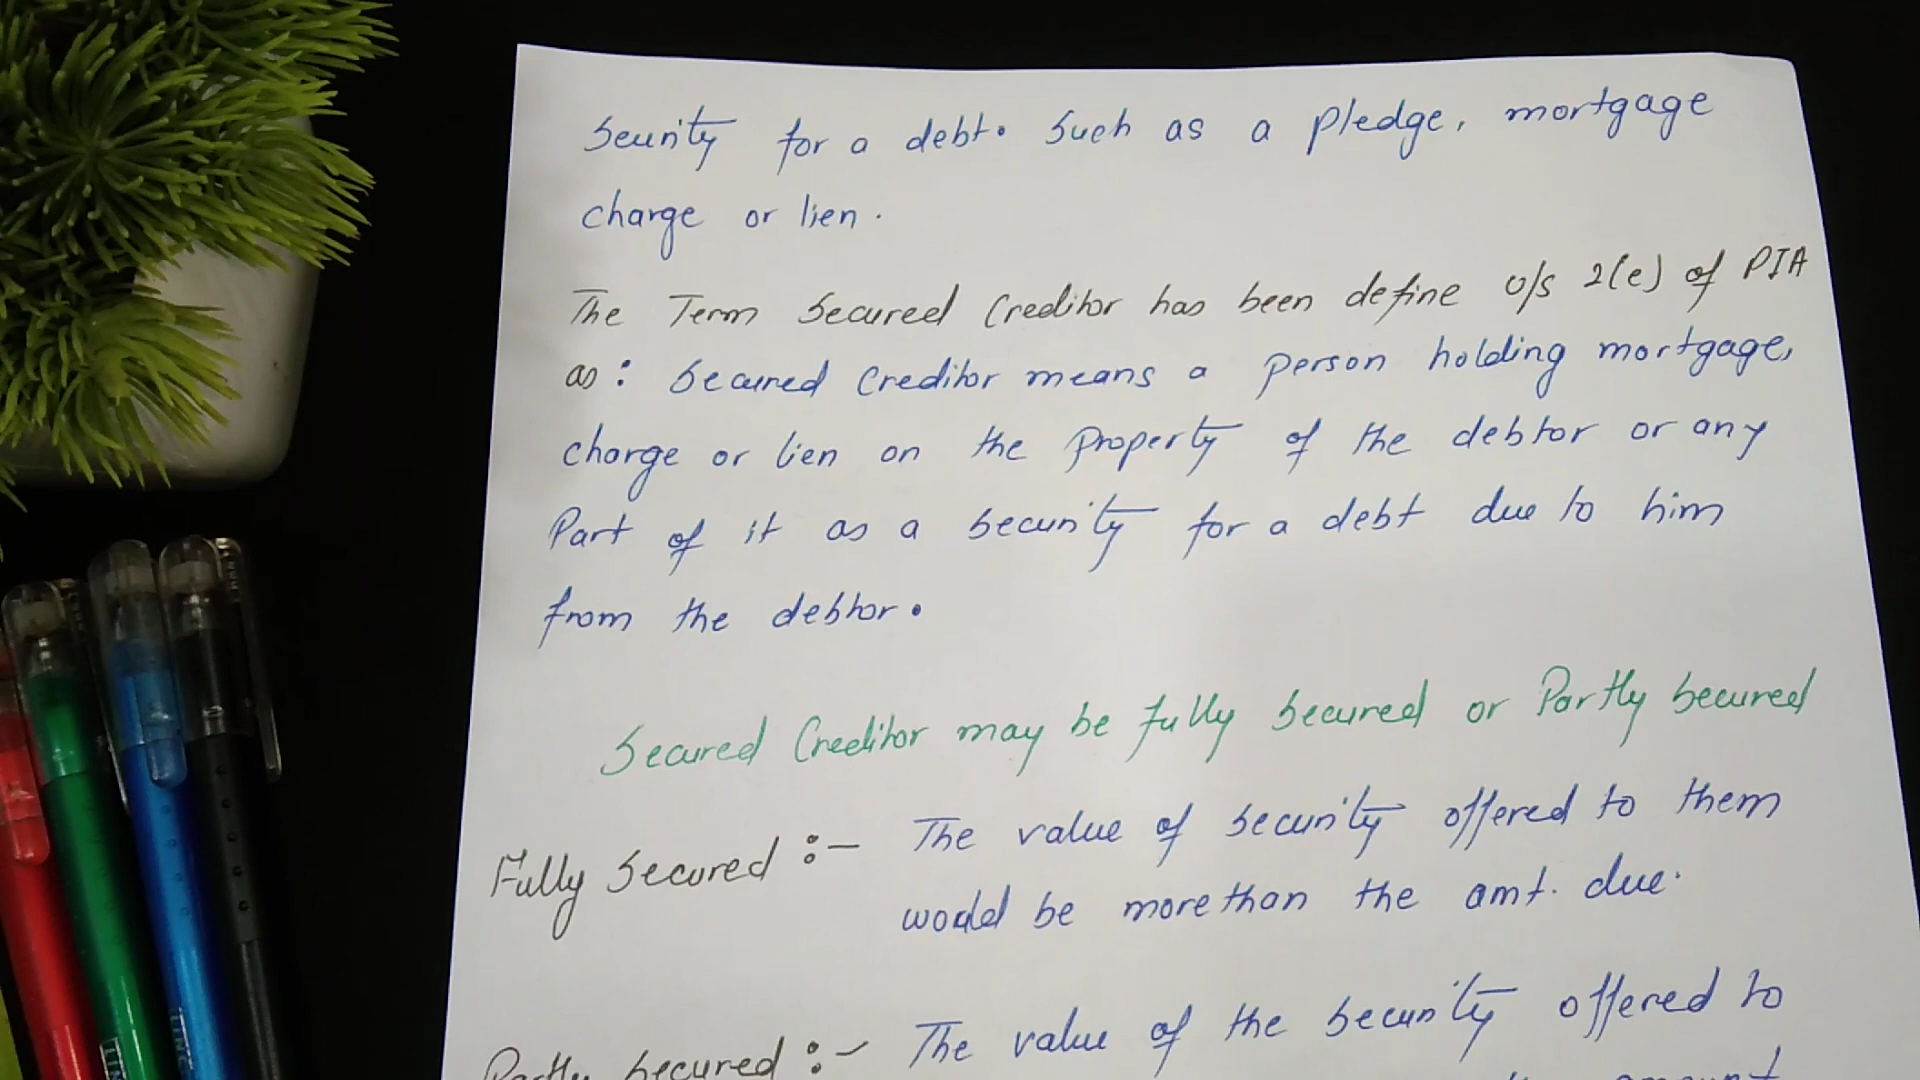 Seurity for a debt. Such as a pledge, mortgage
charge or lien.
The Term Secured Creditor has been define u/s 2(e) of PIA
as: Secured Creditor means a person holding mortgage,
charge or lien on the Property of the debtor or any
Part of it as a Security for a debt due to him
from the debtor.
Secured Creditor may be fully Secured or Partly Secured
Fully Secured :- The value of Security offered to them
would be more than the amt. due.
Partly Secured :- The value of the Security offered to
amount